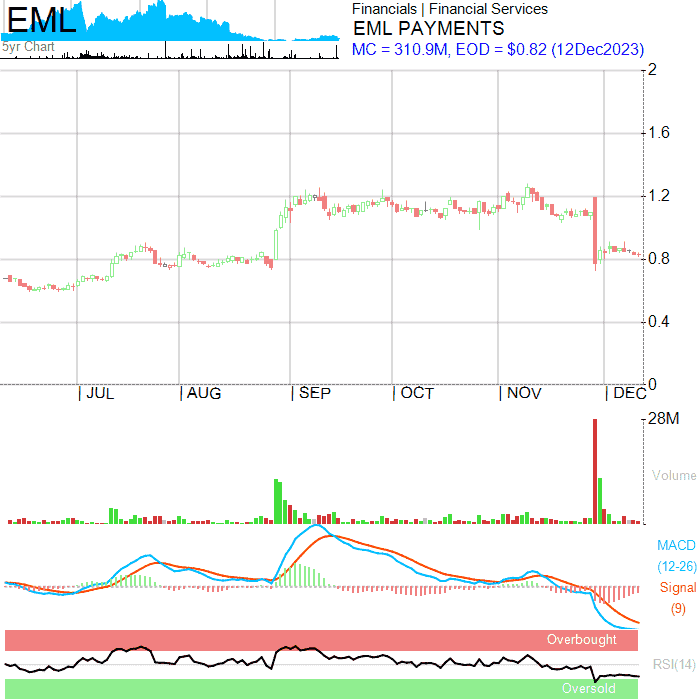 EML
5yr Chart
Financials | Financial Services
EML PAYMENTS
MC = 310.9M, EOD = $0.82 (12Dec2023)
2
1.6
1.2
0.8
0.4
0
| JUL
| AUG
| SEP
| OCT
| NOV
| DEC
28M
Volume
MACD
(12-26)
Signal
(9)
Overbought
RSI(14)
Oversold